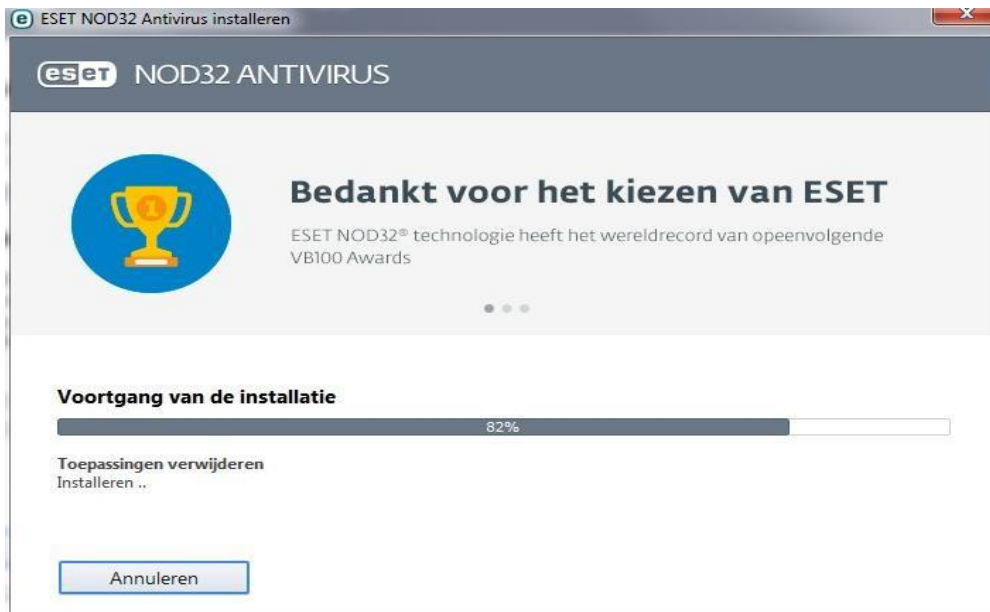 ESET NOD32 Antivirus installeren
eset NOD32 ANTIVIRUS
1
Bedankt voor het kiezen van ESET
ESET NOD32® technologie heeft het wereldrecord van opeenvolgende
VB100 Awards
Voortgang van de installatie
82%
Toepassingen verwijderen
Installeren ..
Annuleren